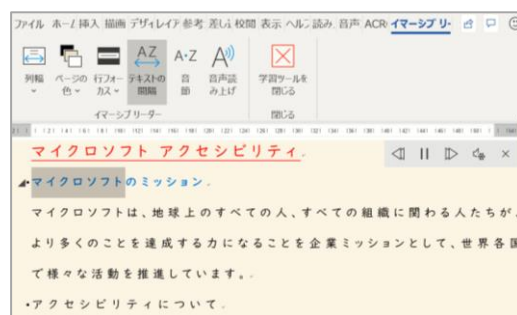 ファイル ホーム 挿入 描画 デザイ レイア 参考 差し込 校閲 表示 ヘルプ 読み 音声 ACR イマーシブ リ・
列幅 ページの色 行フォーカス テキストの間隔 音節 音声読み上げ 学習ツールを閉じる
イマーシブ リーダー 閉じる
マイクロソフト アクセシビリティ
マイクロソフトのミッション
マイクロソフトは、地球上のすべての人、すべての組織に関わる人たちが、
より多くのことを達成する力になることを企業ミッションとして、世界各国
で様々な活動を推進しています。
・アクセシビリティについて